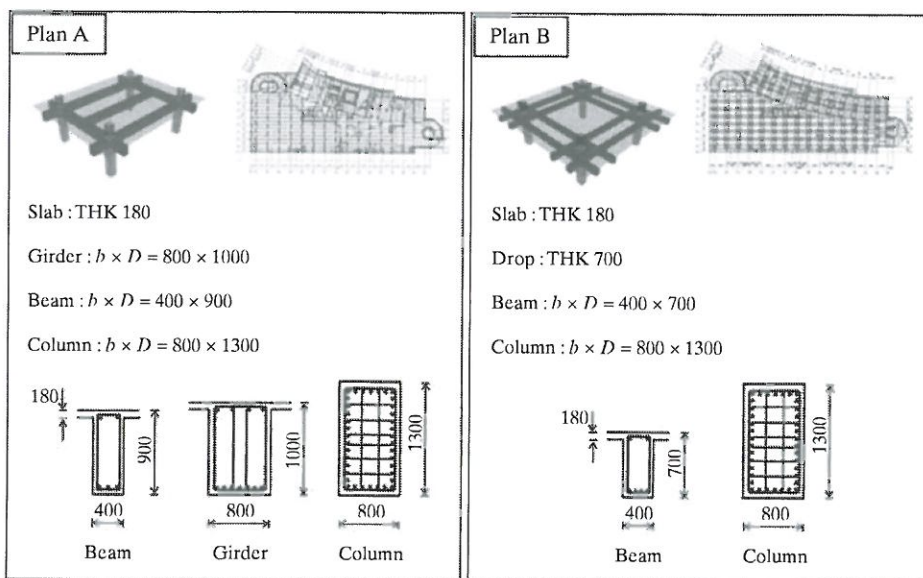 Plan A
Slab : THK 180
Girder : b × D = 800 × 1000
Beam : b × D = 400 × 900
Column : b × D = 800 × 1300
180
900
400
Beam
1000
800
Girder
1300
800
Column
Plan B
Slab : THK 180
Drop : THK 700
Beam : b × D = 400 × 700
Column : b × D = 800 × 1300
180
700
400
Beam
1300
800
Column